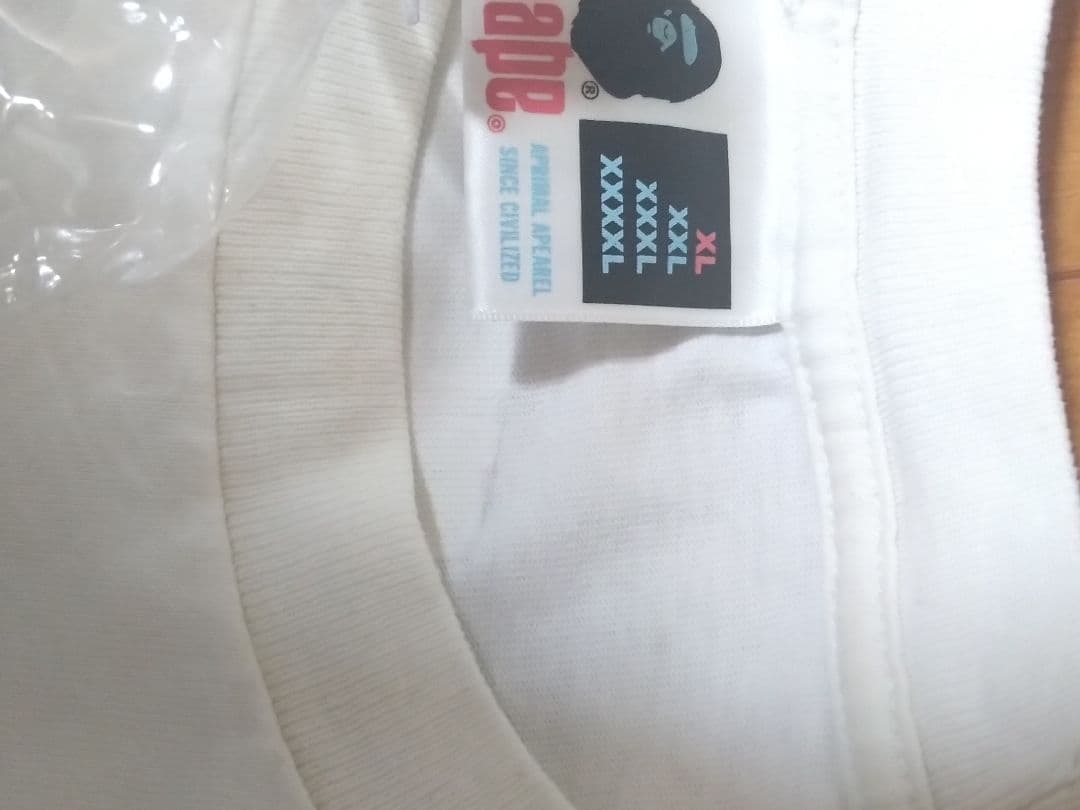 ape®
©
APRIMAL APEAREL
SINCE CIVILIZED
XL
XXL
XXXL
XXXXL